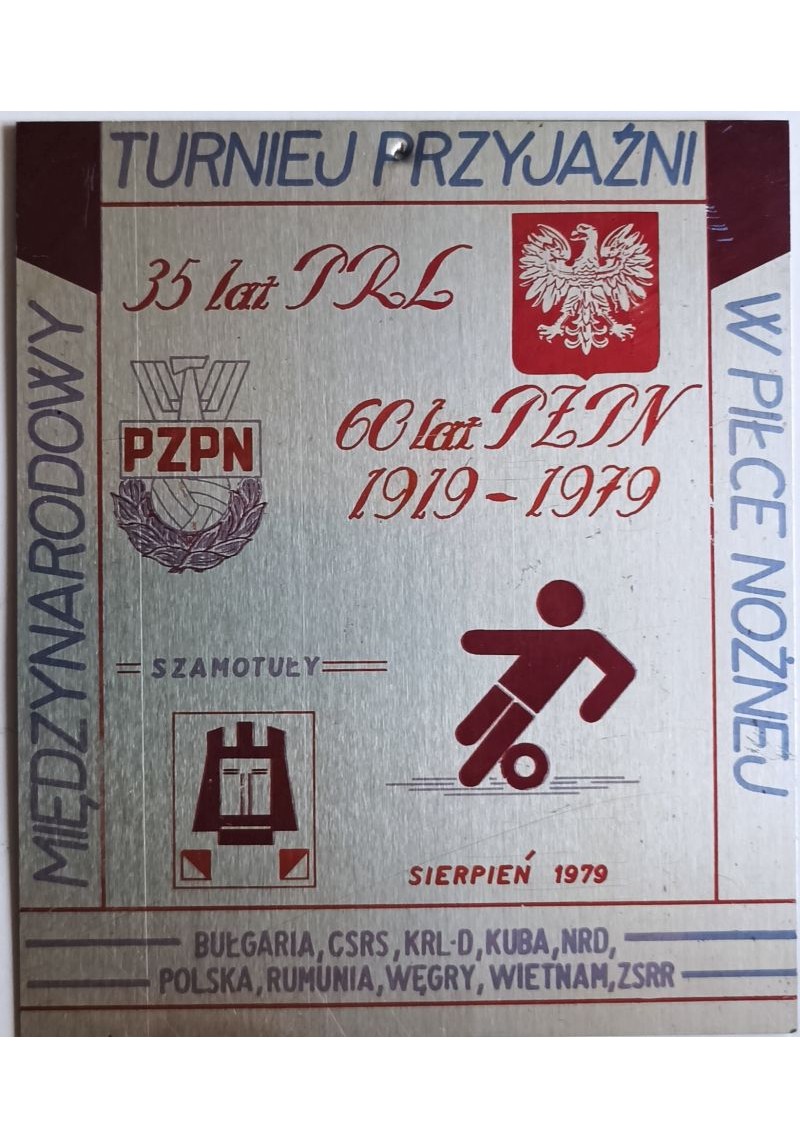 MIĘDZYNARODOWY
TURNIEJ PRZYJAŹNI
W PIŁCE NOŻNEJ
35 lat PRL
PZPN
60 lat PZPN
1919-1979
SZAMOTUŁY
SIERPIEŃ 1979
BUŁGARIA, CSRS, KRL-D, KUBA, NRD,
POLSKA, RUMUNIA, WĘGRY, WIETNAM, ZSRR